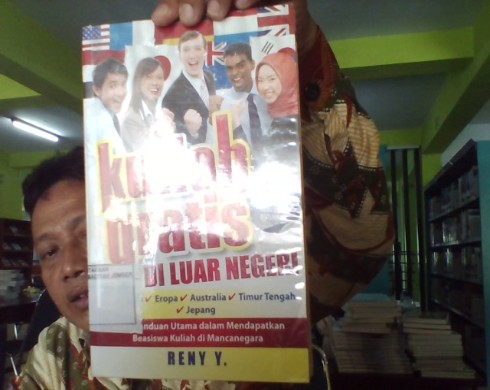 kuliah
gratis
DI LUAR NEGERI
✓ Eropa ✓ Australia ✓ Timur Tengah
✓ Jepang
Panduan Utama dalam Mendapatkan
Beasiswa Kuliah di Mancanegara
RENY Y.